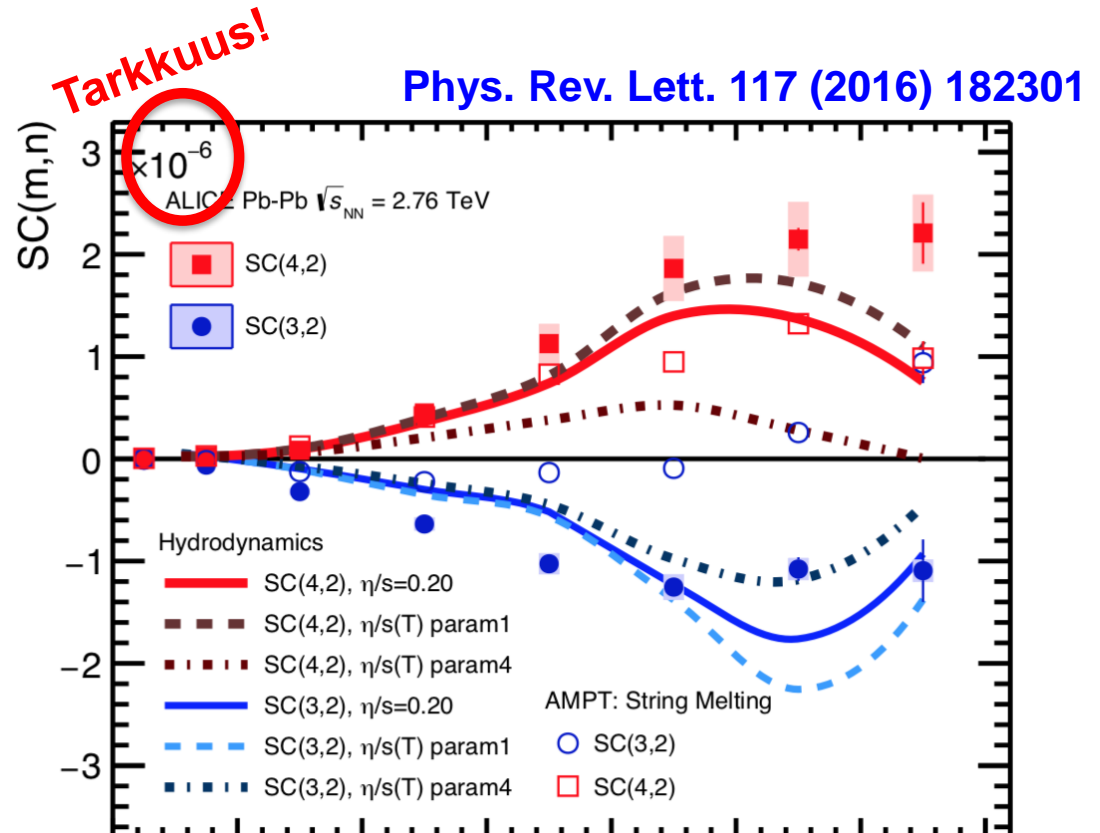 Tarkkuus!
Phys. Rev. Lett. 117 (2016) 182301
SC(m,n)
3
×10⁻⁶
ALICE Pb-Pb √sNN = 2.76 TeV
2
SC(4,2)
SC(3,2)
1
0
Hydrodynamics
−1
SC(4,2), η/s=0.20
SC(4,2), η/s(T) param1
SC(4,2), η/s(T) param4
−2
SC(3,2), η/s=0.20
AMPT: String Melting
SC(3,2), η/s(T) param1
SC(3,2)
−3
SC(3,2), η/s(T) param4
SC(4,2)